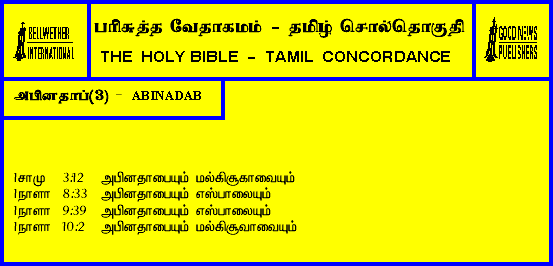 BELLWETHER
INTERNATIONAL
பரிசுத்த வேதாகமம் - தமிழ் சொல்தொகுதி
THE HOLY BIBLE - TAMIL CONCORDANCE
GOOD NEWS
PUBLISHERS
அபினதாப்(3) - ABINADAB
1சாமு 3:12 அபினதாபையும் மல்கிசூகாவையும்
1நாளா 8:33 அபினதாபையும் எஸ்பாலையும்
1நாளா 9:39 அபினதாபையும் எஸ்பாலையும்
1நாளா 10:2 அபினதாபையும் மல்கிசூவாவையும்